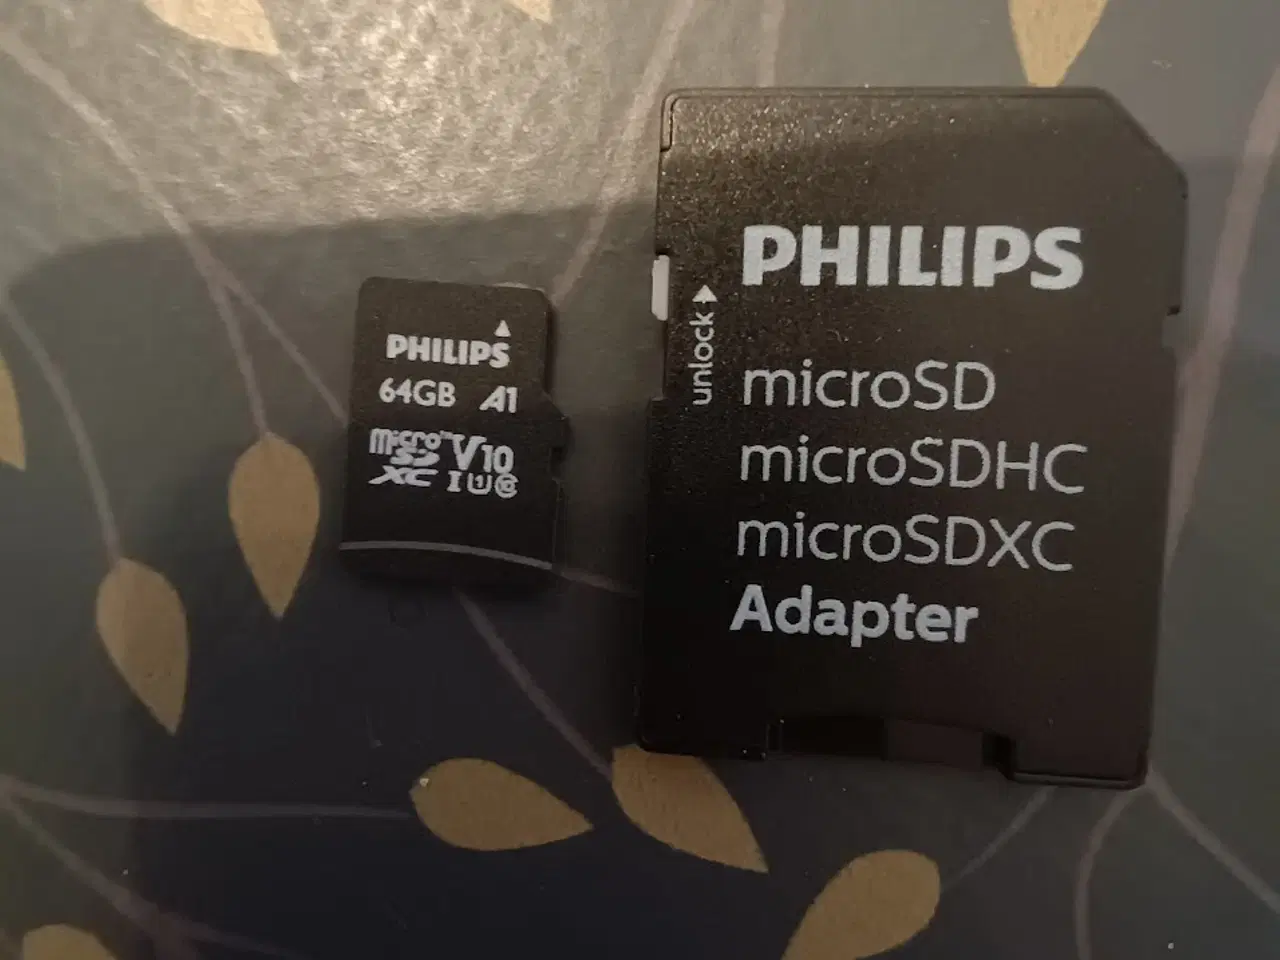 PHILIPS
64GB A1
micro SD XC V10
I U1 C10
unlock
PHILIPS
microSD
microSDHC
microSDXC
Adapter